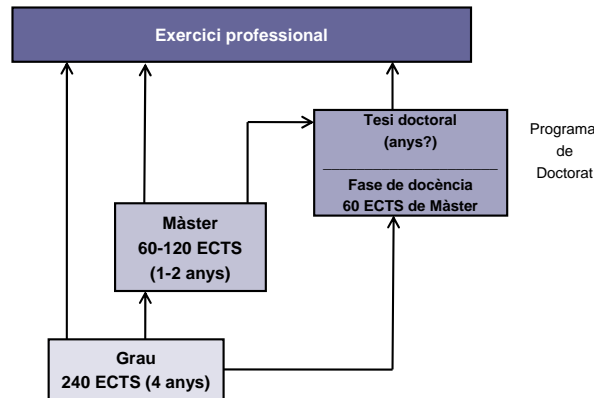 Exercici professional
Tesi doctoral
(anys?)
Fase de docència
60 ECTS de Màster
Programa
de
Doctorat
Màster
60-120 ECTS
(1-2 anys)
Grau
240 ECTS (4 anys)